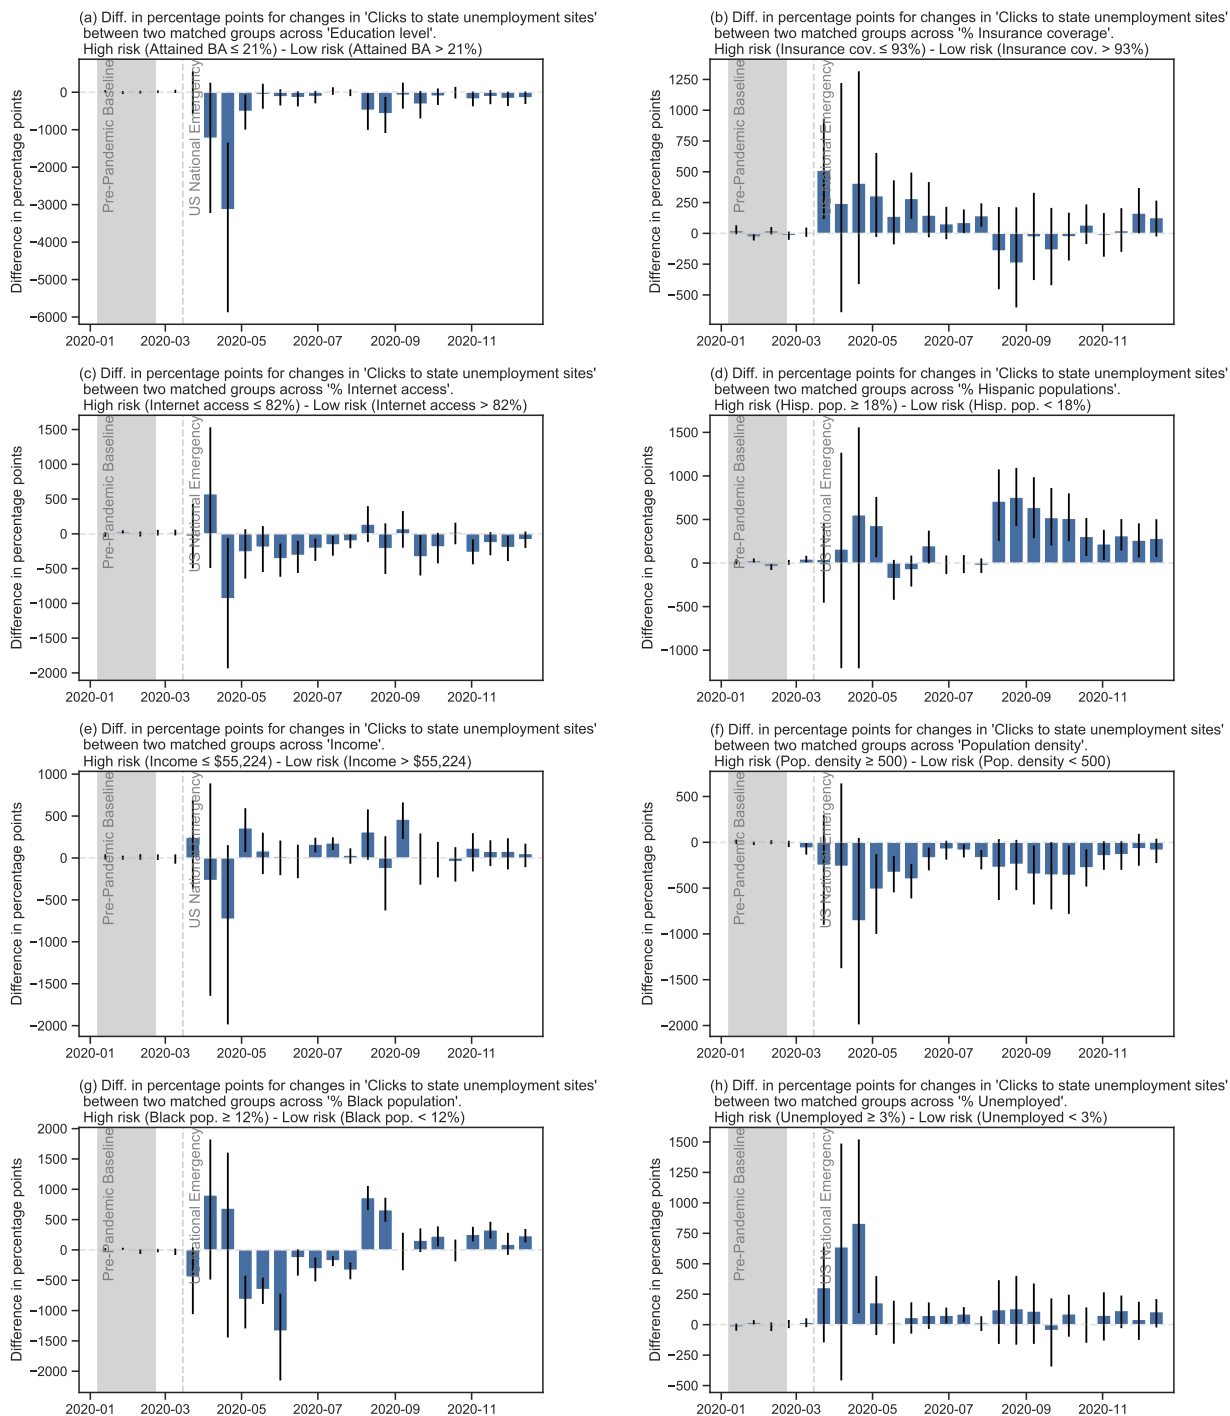 (a) Diff. in percentage points for changes in 'Clicks to state unemployment sites'
between two matched groups across 'Education level'.
High risk (Attained BA ≤ 21%) - Low risk (Attained BA > 21%)
Difference in percentage points
0
−1000
−2000
−3000
−4000
−5000
−6000
Pre-Pandemic Baseline
US National Emergency
2020-01
2020-03
2020-05
2020-07
2020-09
2020-11
(b) Diff. in percentage points for changes in 'Clicks to state unemployment sites'
between two matched groups across '% Insurance coverage'.
High risk (Insurance cov. ≤ 93%) - Low risk (Insurance cov. > 93%)
Difference in percentage points
1250
1000
750
500
250
0
−250
−500
Pre-Pandemic Baseline
US National Emergency
2020-01
2020-03
2020-05
2020-07
2020-09
2020-11
(c) Diff. in percentage points for changes in 'Clicks to state unemployment sites'
between two matched groups across '% Internet access'.
High risk (Internet access ≤ 82%) - Low risk (Internet access > 82%)
Difference in percentage points
1500
1000
500
0
−500
−1000
−1500
−2000
Pre-Pandemic Baseline
US National Emergency
2020-01
2020-03
2020-05
2020-07
2020-09
2020-11
(d) Diff. in percentage points for changes in 'Clicks to state unemployment sites'
between two matched groups across '% Hispanic populations'.
High risk (Hisp. pop. ≥ 18%) - Low risk (Hisp. pop. < 18%)
Difference in percentage points
1500
1000
500
0
−500
−1000
Pre-Pandemic Baseline
US National Emergency
2020-01
2020-03
2020-05
2020-07
2020-09
2020-11
(e) Diff. in percentage points for changes in 'Clicks to state unemployment sites'
between two matched groups across 'Income'.
High risk (Income ≤ $55,224) - Low risk (Income > $55,224)
Difference in percentage points
1000
500
0
−500
−1000
−1500
−2000
Pre-Pandemic Baseline
US National Emergency
2020-01
2020-03
2020-05
2020-07
2020-09
2020-11
(f) Diff. in percentage points for changes in 'Clicks to state unemployment sites'
between two matched groups across 'Population density'.
High risk (Pop. density ≥ 500) - Low risk (Pop. density < 500)
Difference in percentage points
500
0
−500
−1000
−1500
−2000
Pre-Pandemic Baseline
US National Emergency
2020-01
2020-03
2020-05
2020-07
2020-09
2020-11
(g) Diff. in percentage points for changes in 'Clicks to state unemployment sites'
between two matched groups across '% Black population'.
High risk (Black pop. ≥ 12%) - Low risk (Black pop. < 12%)
Difference in percentage points
2000
1500
1000
500
0
−500
−1000
−1500
−2000
Pre-Pandemic Baseline
US National Emergency
2020-01
2020-03
2020-05
2020-07
2020-09
2020-11
(h) Diff. in percentage points for changes in 'Clicks to state unemployment sites'
between two matched groups across '% Unemployed'.
High risk (Unemployed ≥ 3%) - Low risk (Unemployed < 3%)
Difference in percentage points
1500
1250
1000
750
500
250
0
−250
−500
Pre-Pandemic Baseline
US National Emergency
2020-01
2020-03
2020-05
2020-07
2020-09
2020-11